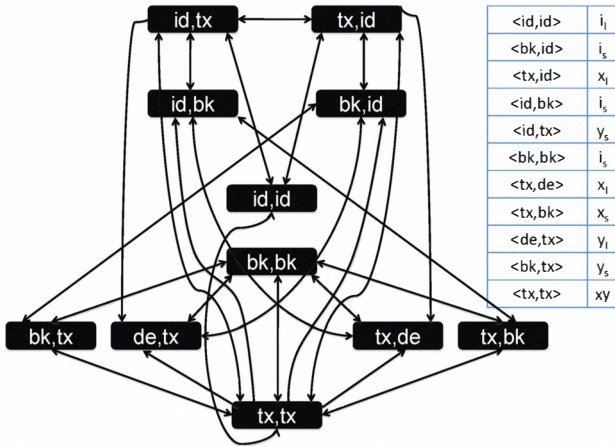 id,tx
tx,id
id,bk
bk,id
id,id
bk,bk
bk,tx
de,tx
tx,de
tx,bk
tx,tx
<id,id> i_l
<bk,id> i_s
<tx,id> x_l
<id,bk> i_s
<id,tx> y_s
<bk,bk> i_s
<tx,de> x_l
<tx,bk> x_s
<de,tx> y_l
<bk,tx> y_s
<tx,tx> xy